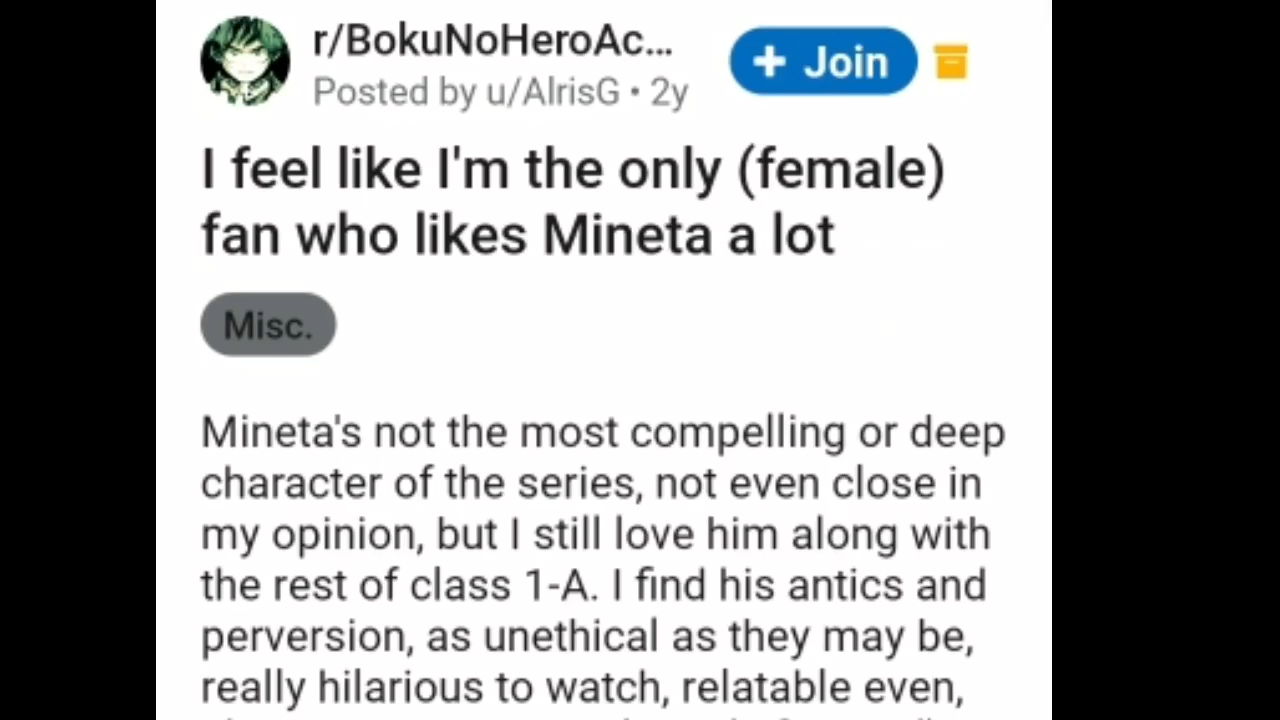 r/BokuNoHeroAc...
Posted by u/AlrisG • 2y
+ Join
I feel like I'm the only (female)
fan who likes Mineta a lot
Misc.
Mineta's not the most compelling or deep
character of the series, not even close in
my opinion, but I still love him along with
the rest of class 1-A. I find his antics and
perversion, as unethical as they may be,
really hilarious to watch, relatable even,